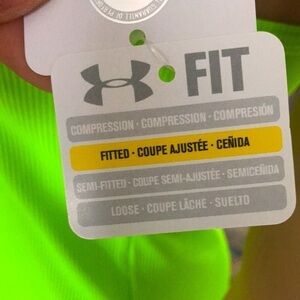 FIT
COMPRESSION · COMPRESSION · COMPRESIÓN
FITTED · COUPE AJUSTÉE · CEÑIDA
SEMI-FITTED · COUPE SEMI-AJUSTÉE · SEMICEÑIDA
LOOSE · COUPE LÂCHE · SUELTO